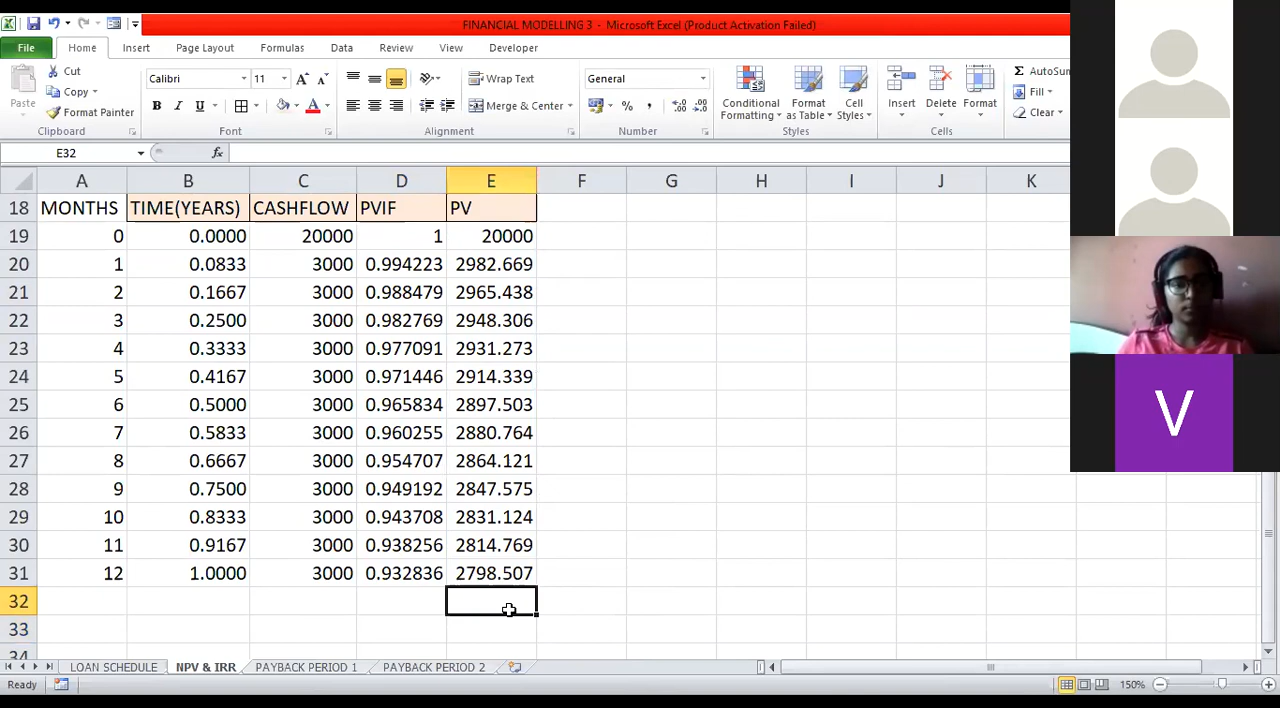 FINANCIAL MODELLING 3 - Microsoft Excel (Product Activation Failed)
File Home Insert Page Layout Formulas Data Review View Developer
Paste Cut Copy Format Painter Clipboard
Calibri 11 B I U A Font
Wrap Text Merge & Center Alignment
General % , Number
Conditional Formatting Format as Table Cell Styles Styles
Insert Delete Format Cells
Σ AutoSum Fill Clear
E32 fx
A B C D E F G H I J K
18 MONTHS TIME(YEARS) CASHFLOW PVIF PV
19 0 0.0000 20000 1 20000
20 1 0.0833 3000 0.994223 2982.669
21 2 0.1667 3000 0.988479 2965.438
22 3 0.2500 3000 0.982769 2948.306
23 4 0.3333 3000 0.977091 2931.273
24 5 0.4167 3000 0.971446 2914.339
25 6 0.5000 3000 0.965834 2897.503
26 7 0.5833 3000 0.960255 2880.764
27 8 0.6667 3000 0.954707 2864.121
28 9 0.7500 3000 0.949192 2847.575
29 10 0.8333 3000 0.943708 2831.124
30 11 0.9167 3000 0.938256 2814.769
31 12 1.0000 3000 0.932836 2798.507
32
33
34
LOAN SCHEDULE NPV & IRR PAYBACK PERIOD 1 PAYBACK PERIOD 2
Ready 150%
V